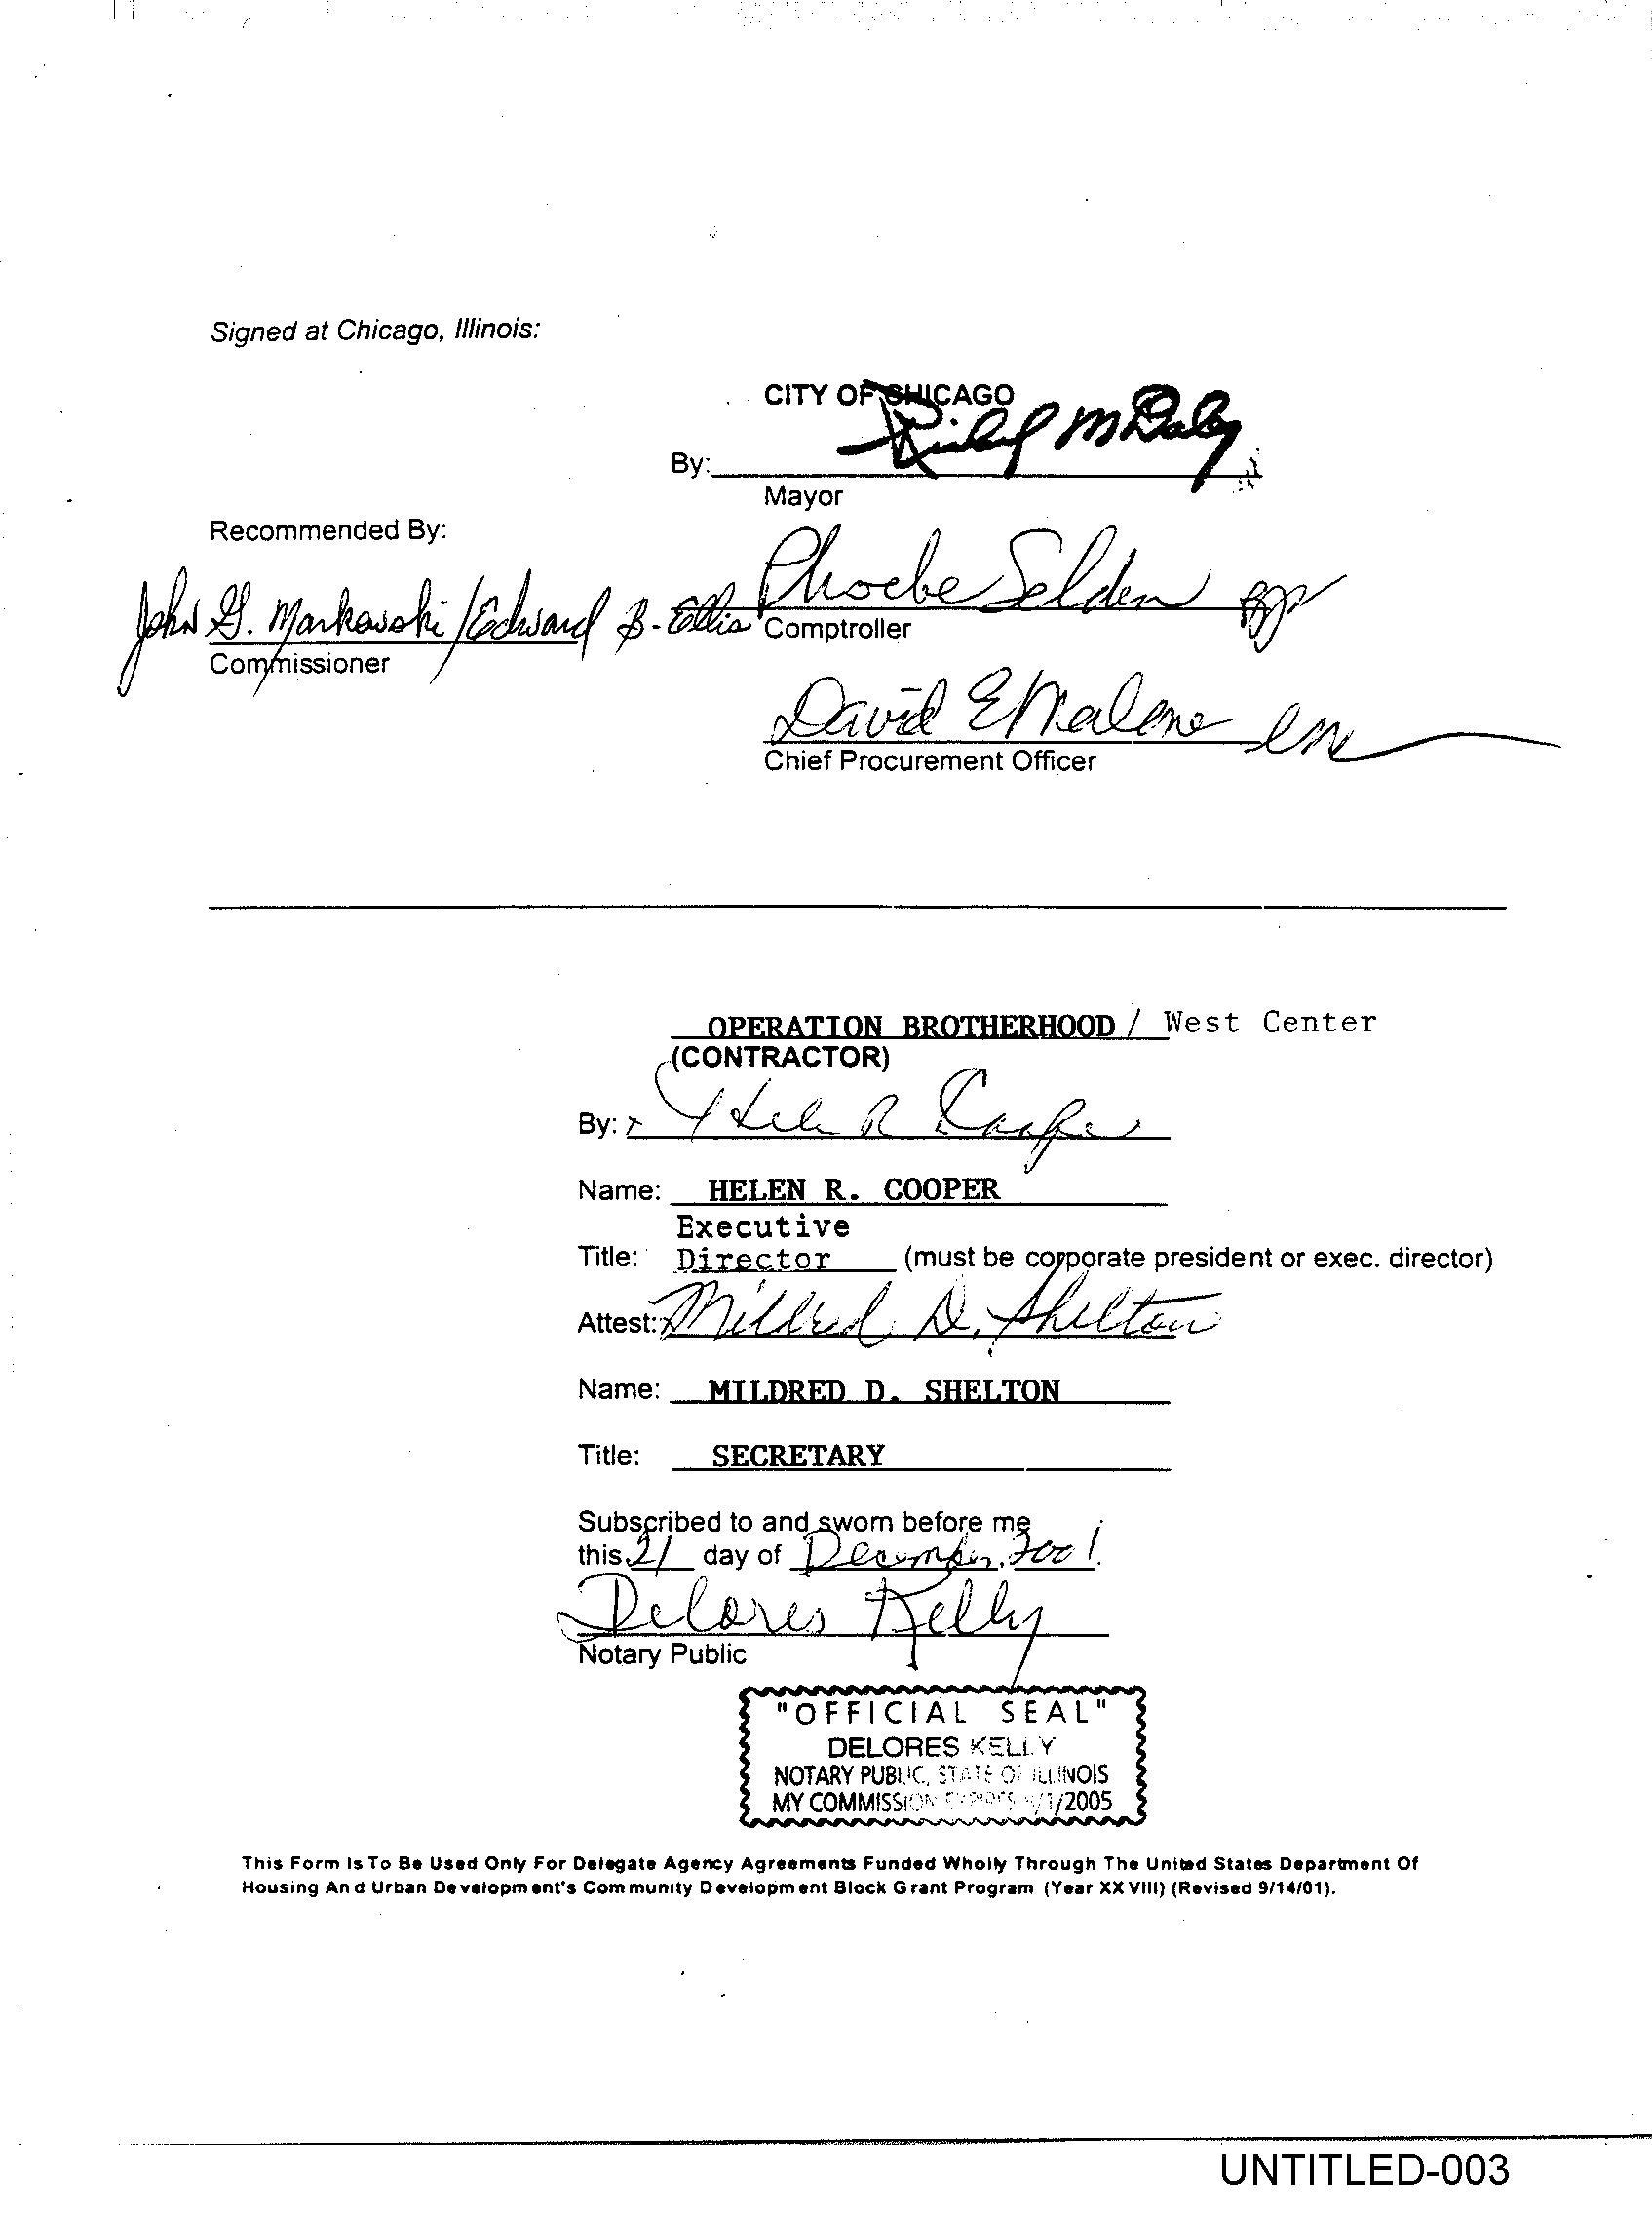 Signed at Chicago, Illinois:
CITY OF CHICAGO
By: Richard M Daley
Mayor
Recommended By:
Phoebe Selden
John G. Markowski / Edward B. Ellis
Comptroller
Commissioner
David E Malone
Chief Procurement Officer
OPERATION BROTHERHOOD / West Center
(CONTRACTOR)
By: Helen R Cooper
Name: HELEN R. COOPER
Executive
Title: Director (must be corporate president or exec. director)
Attest: Mildred D. Shelton
Name: MILDRED D. SHELTON
Title: SECRETARY
Subscribed to and sworn before me
this 21 day of December, 2001.
Delores Kelly
Notary Public
"OFFICIAL SEAL"
DELORES KELLY
NOTARY PUBLIC, STATE OF ILLINOIS
MY COMMISSION EXPIRES /1/2005
This Form Is To Be Used Only For Delegate Agency Agreements Funded Wholly Through The United States Department Of
Housing And Urban Development's Community Development Block Grant Program (Year XXVIII) (Revised 9/14/01).
UNTITLED-003